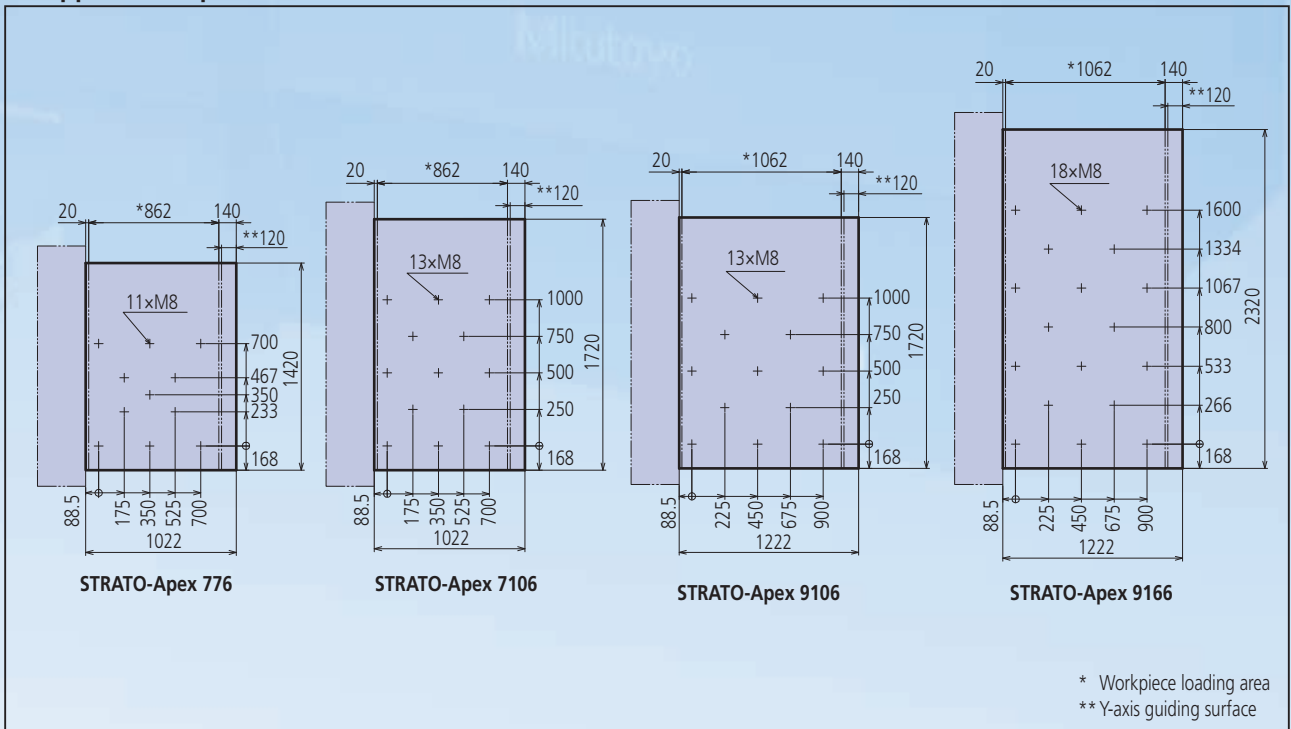 Mitutoyo
20 *862 140
**120
11×M8
700
467
350
233
168
1420
88.5 175 350 525 700
1022
STRATO-Apex 776
20 *862 140
**120
13×M8
1000
750
500
250
168
1720
88.5 175 350 525 700
1022
STRATO-Apex 7106
20 *1062 140
**120
13×M8
1000
750
500
250
168
1720
88.5 225 450 675 900
1222
STRATO-Apex 9106
20 *1062 140
**120
18×M8
1600
1334
1067
800
533
266
168
2320
88.5 225 450 675 900
1222
STRATO-Apex 9166
* Workpiece loading area
** Y-axis guiding surface